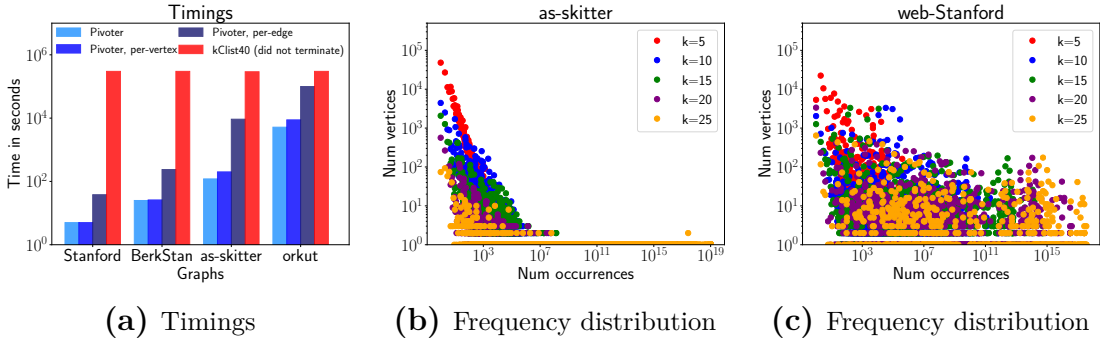 Timings
Pivoter
Pivoter, per-vertex
Pivoter, per-edge
kClist40 (did not terminate)
Time in seconds
10^6
10^4
10^2
10^0
Stanford BerkStan as-skitter orkut
Graphs
(a) Timings
as-skitter
k=5
k=10
k=15
k=20
k=25
Num vertices
10^5
10^4
10^3
10^2
10^1
10^0
10^3 10^7 10^11 10^15 10^19
Num occurrences
(b) Frequency distribution
web-Stanford
k=5
k=10
k=15
k=20
k=25
Num vertices
10^5
10^4
10^3
10^2
10^1
10^0
10^3 10^7 10^11 10^15
Num occurrences
(c) Frequency distribution